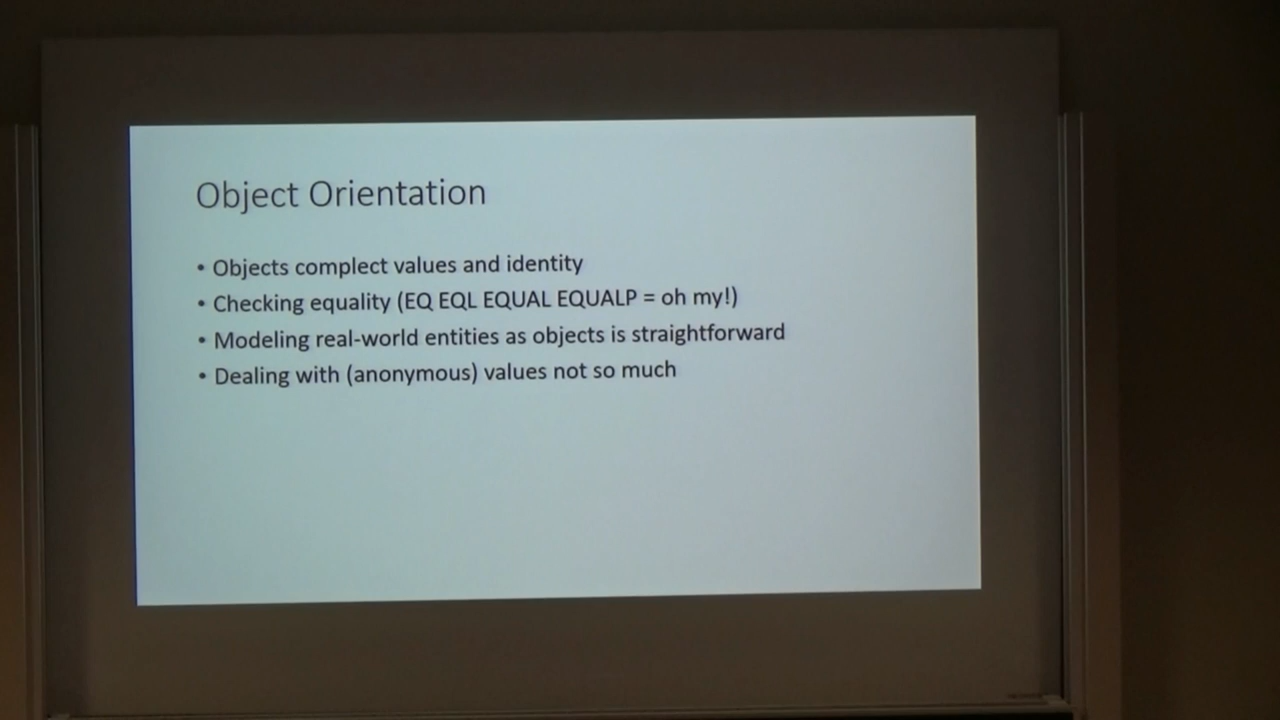 Object Orientation
• Objects complect values and identity
• Checking equality (EQ EQL EQUAL EQUALP = oh my!)
• Modeling real-world entities as objects is straightforward
• Dealing with (anonymous) values not so much